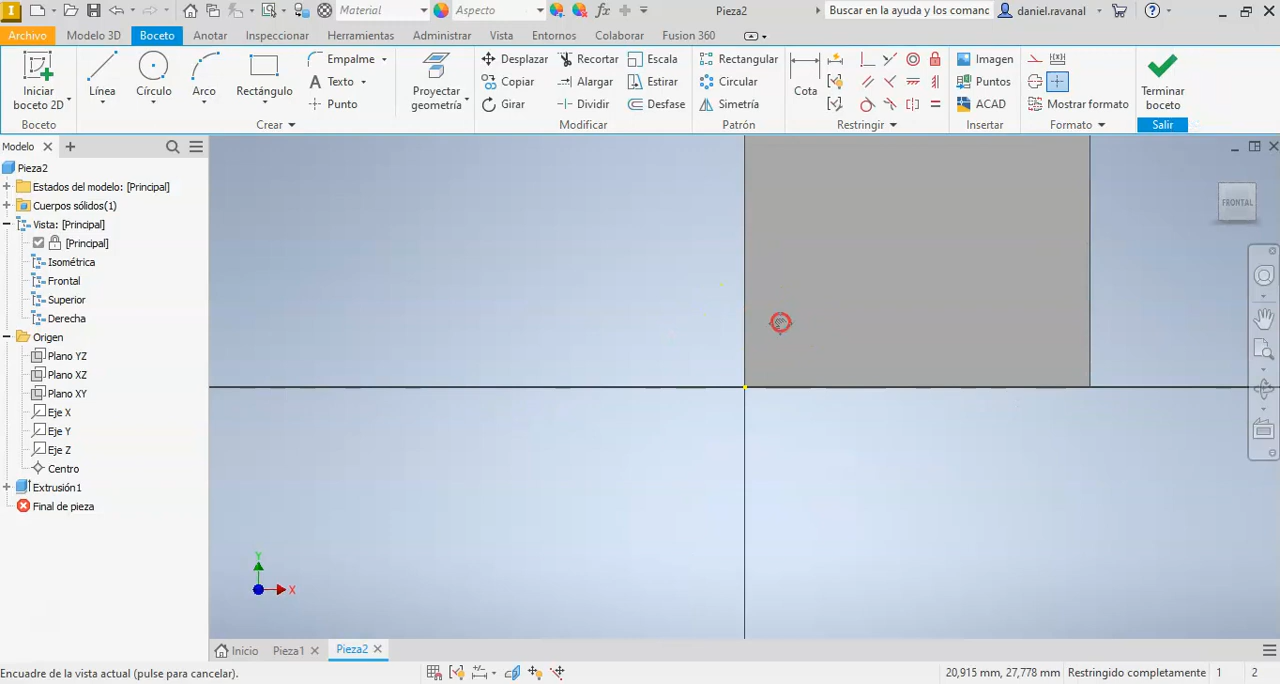 Material
Aspecto
Pieza2
Buscar en la ayuda y los comanc
daniel.ravanal
Archivo
Modelo 3D
Boceto
Anotar
Inspeccionar
Herramientas
Administrar
Vista
Entornos
Colaborar
Fusion 360
Iniciar boceto 2D
Línea
Círculo
Arco
Rectángulo
Empalme
Texto
Punto
Proyectar geometría
Desplazar
Copiar
Girar
Recortar
Alargar
Dividir
Escala
Estirar
Desfase
Rectangular
Circular
Simetría
Cota
Imagen
Puntos
ACAD
Mostrar formato
Terminar boceto
Boceto
Crear
Modificar
Patrón
Restringir
Insertar
Formato
Salir
Modelo
Pieza2
Estados del modelo: [Principal]
Cuerpos sólidos(1)
Vista: [Principal]
[Principal]
Isométrica
Frontal
Superior
Derecha
Origen
Plano YZ
Plano XZ
Plano XY
Eje X
Eje Y
Eje Z
Centro
Extrusión1
Final de pieza
FRONTAL
Y
X
Inicio
Pieza1
Pieza2
Encuadre de la vista actual (pulse para cancelar).
20,915 mm, 27,778 mm
Restringido completamente
1
2